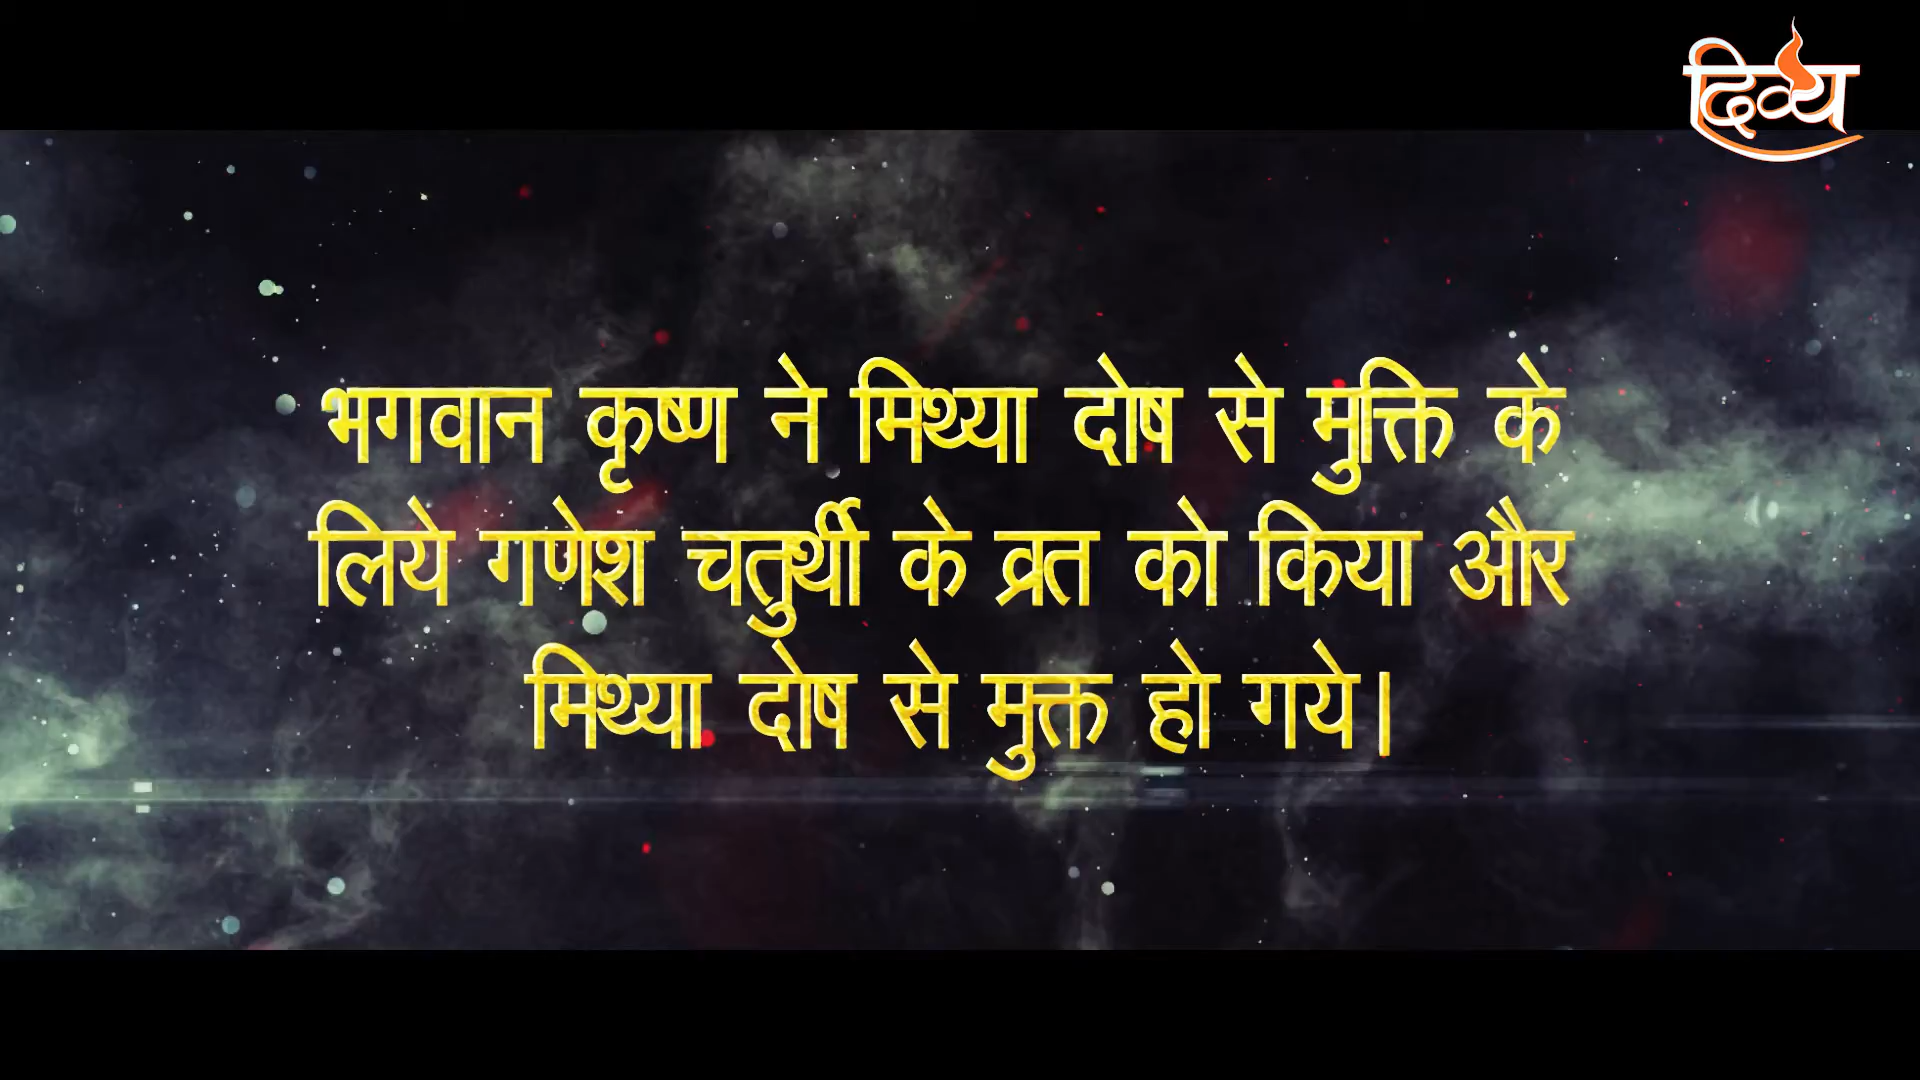 दिव्य
भगवान कृष्ण ने मिथ्या दोष से मुक्ति के
लिये गणेश चतुर्थी के व्रत को किया और
मिथ्या दोष से मुक्त हो गये।